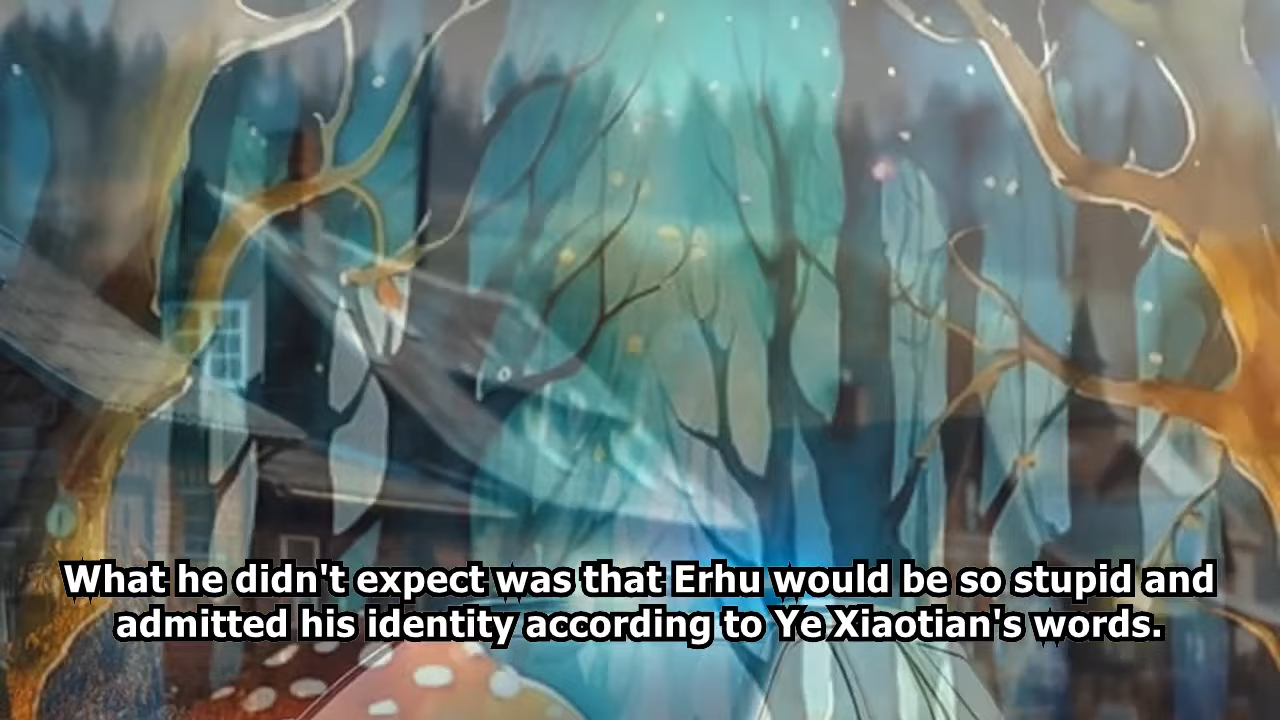 What he didn't expect was that Erhu would be so stupid and
admitted his identity according to Ye Xiaotian's words.